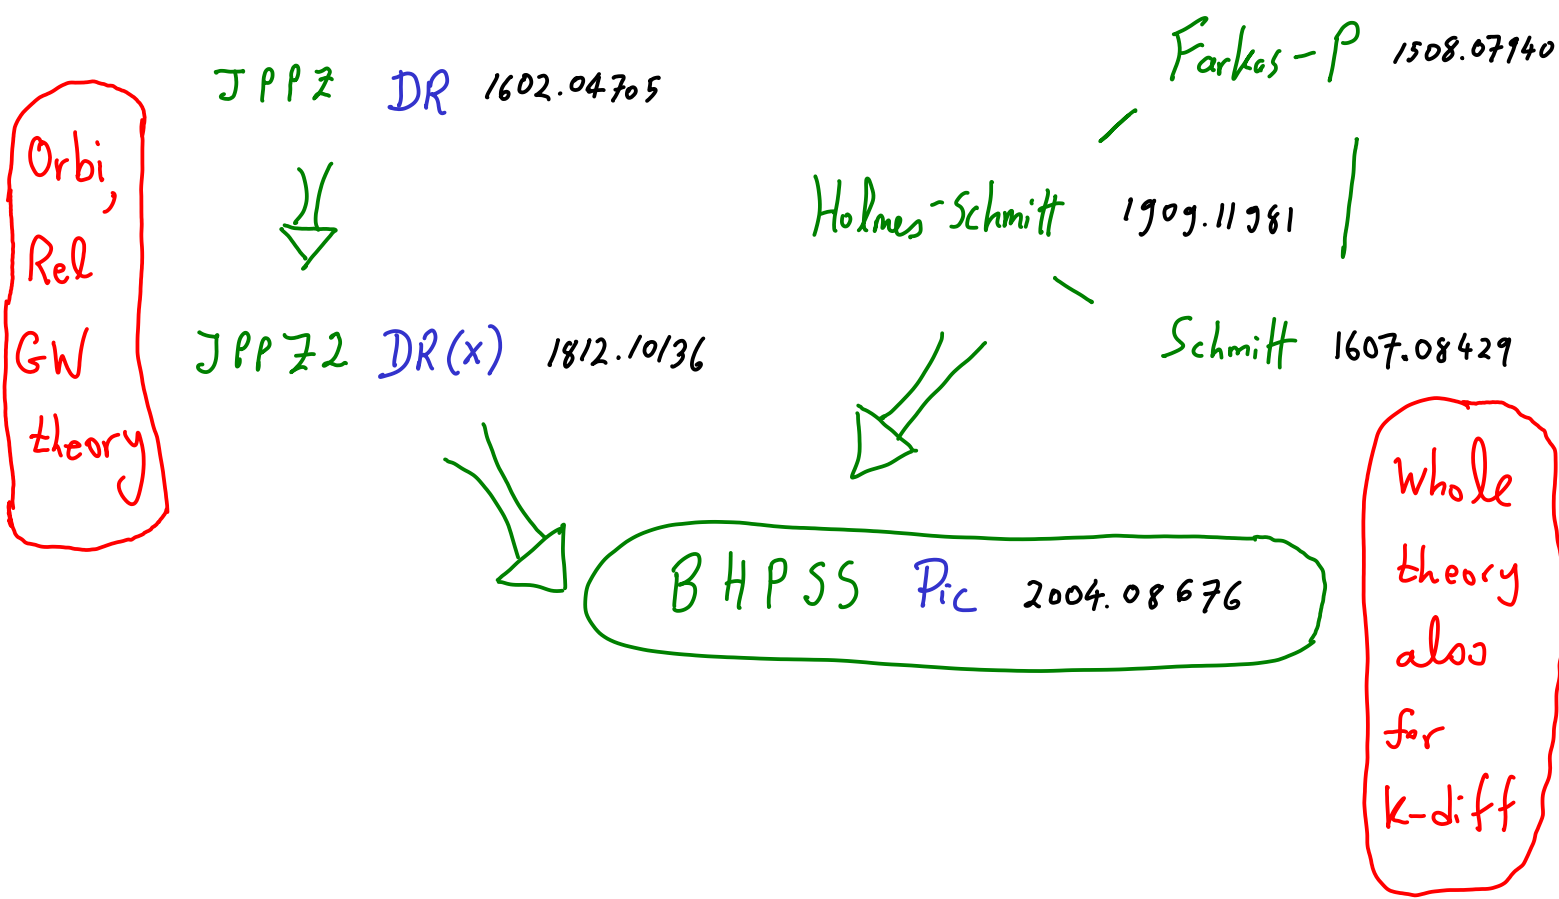 JPPZ DR 1602.04705
Farkas-P 1508.07940
Orbi,
Rel
GW
theory
Holmes-Schmitt 1909.11981
JPPZ2 DR(x) 1812.10136
Schmitt 1607.08429
BHPSS Pic 2004.08676
Whole
theory
also
for
k-diff